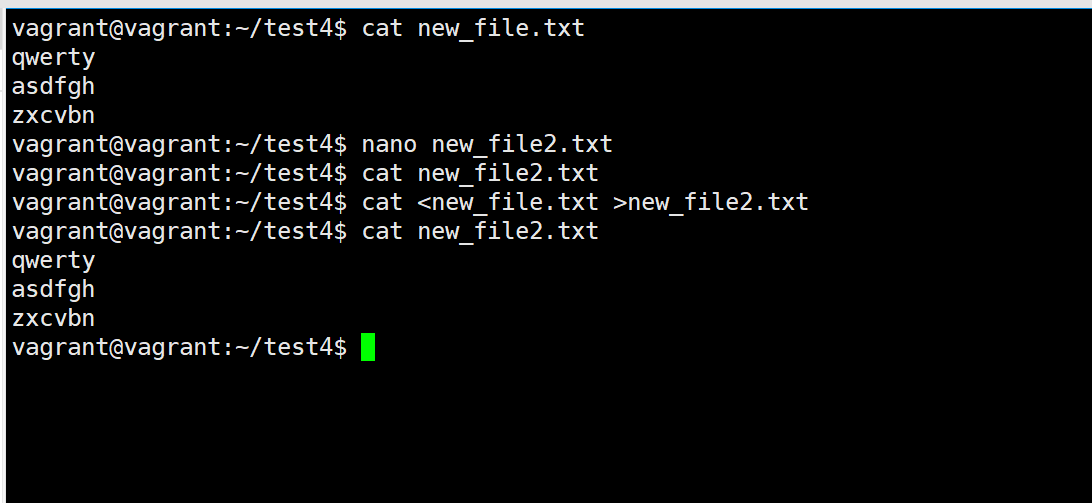 vagrant@vagrant:~/test4$ cat new_file.txt
qwerty
asdfgh
zxcvbn
vagrant@vagrant:~/test4$ nano new_file2.txt
vagrant@vagrant:~/test4$ cat new_file2.txt
vagrant@vagrant:~/test4$ cat <new_file.txt >new_file2.txt
vagrant@vagrant:~/test4$ cat new_file2.txt
qwerty
asdfgh
zxcvbn
vagrant@vagrant:~/test4$